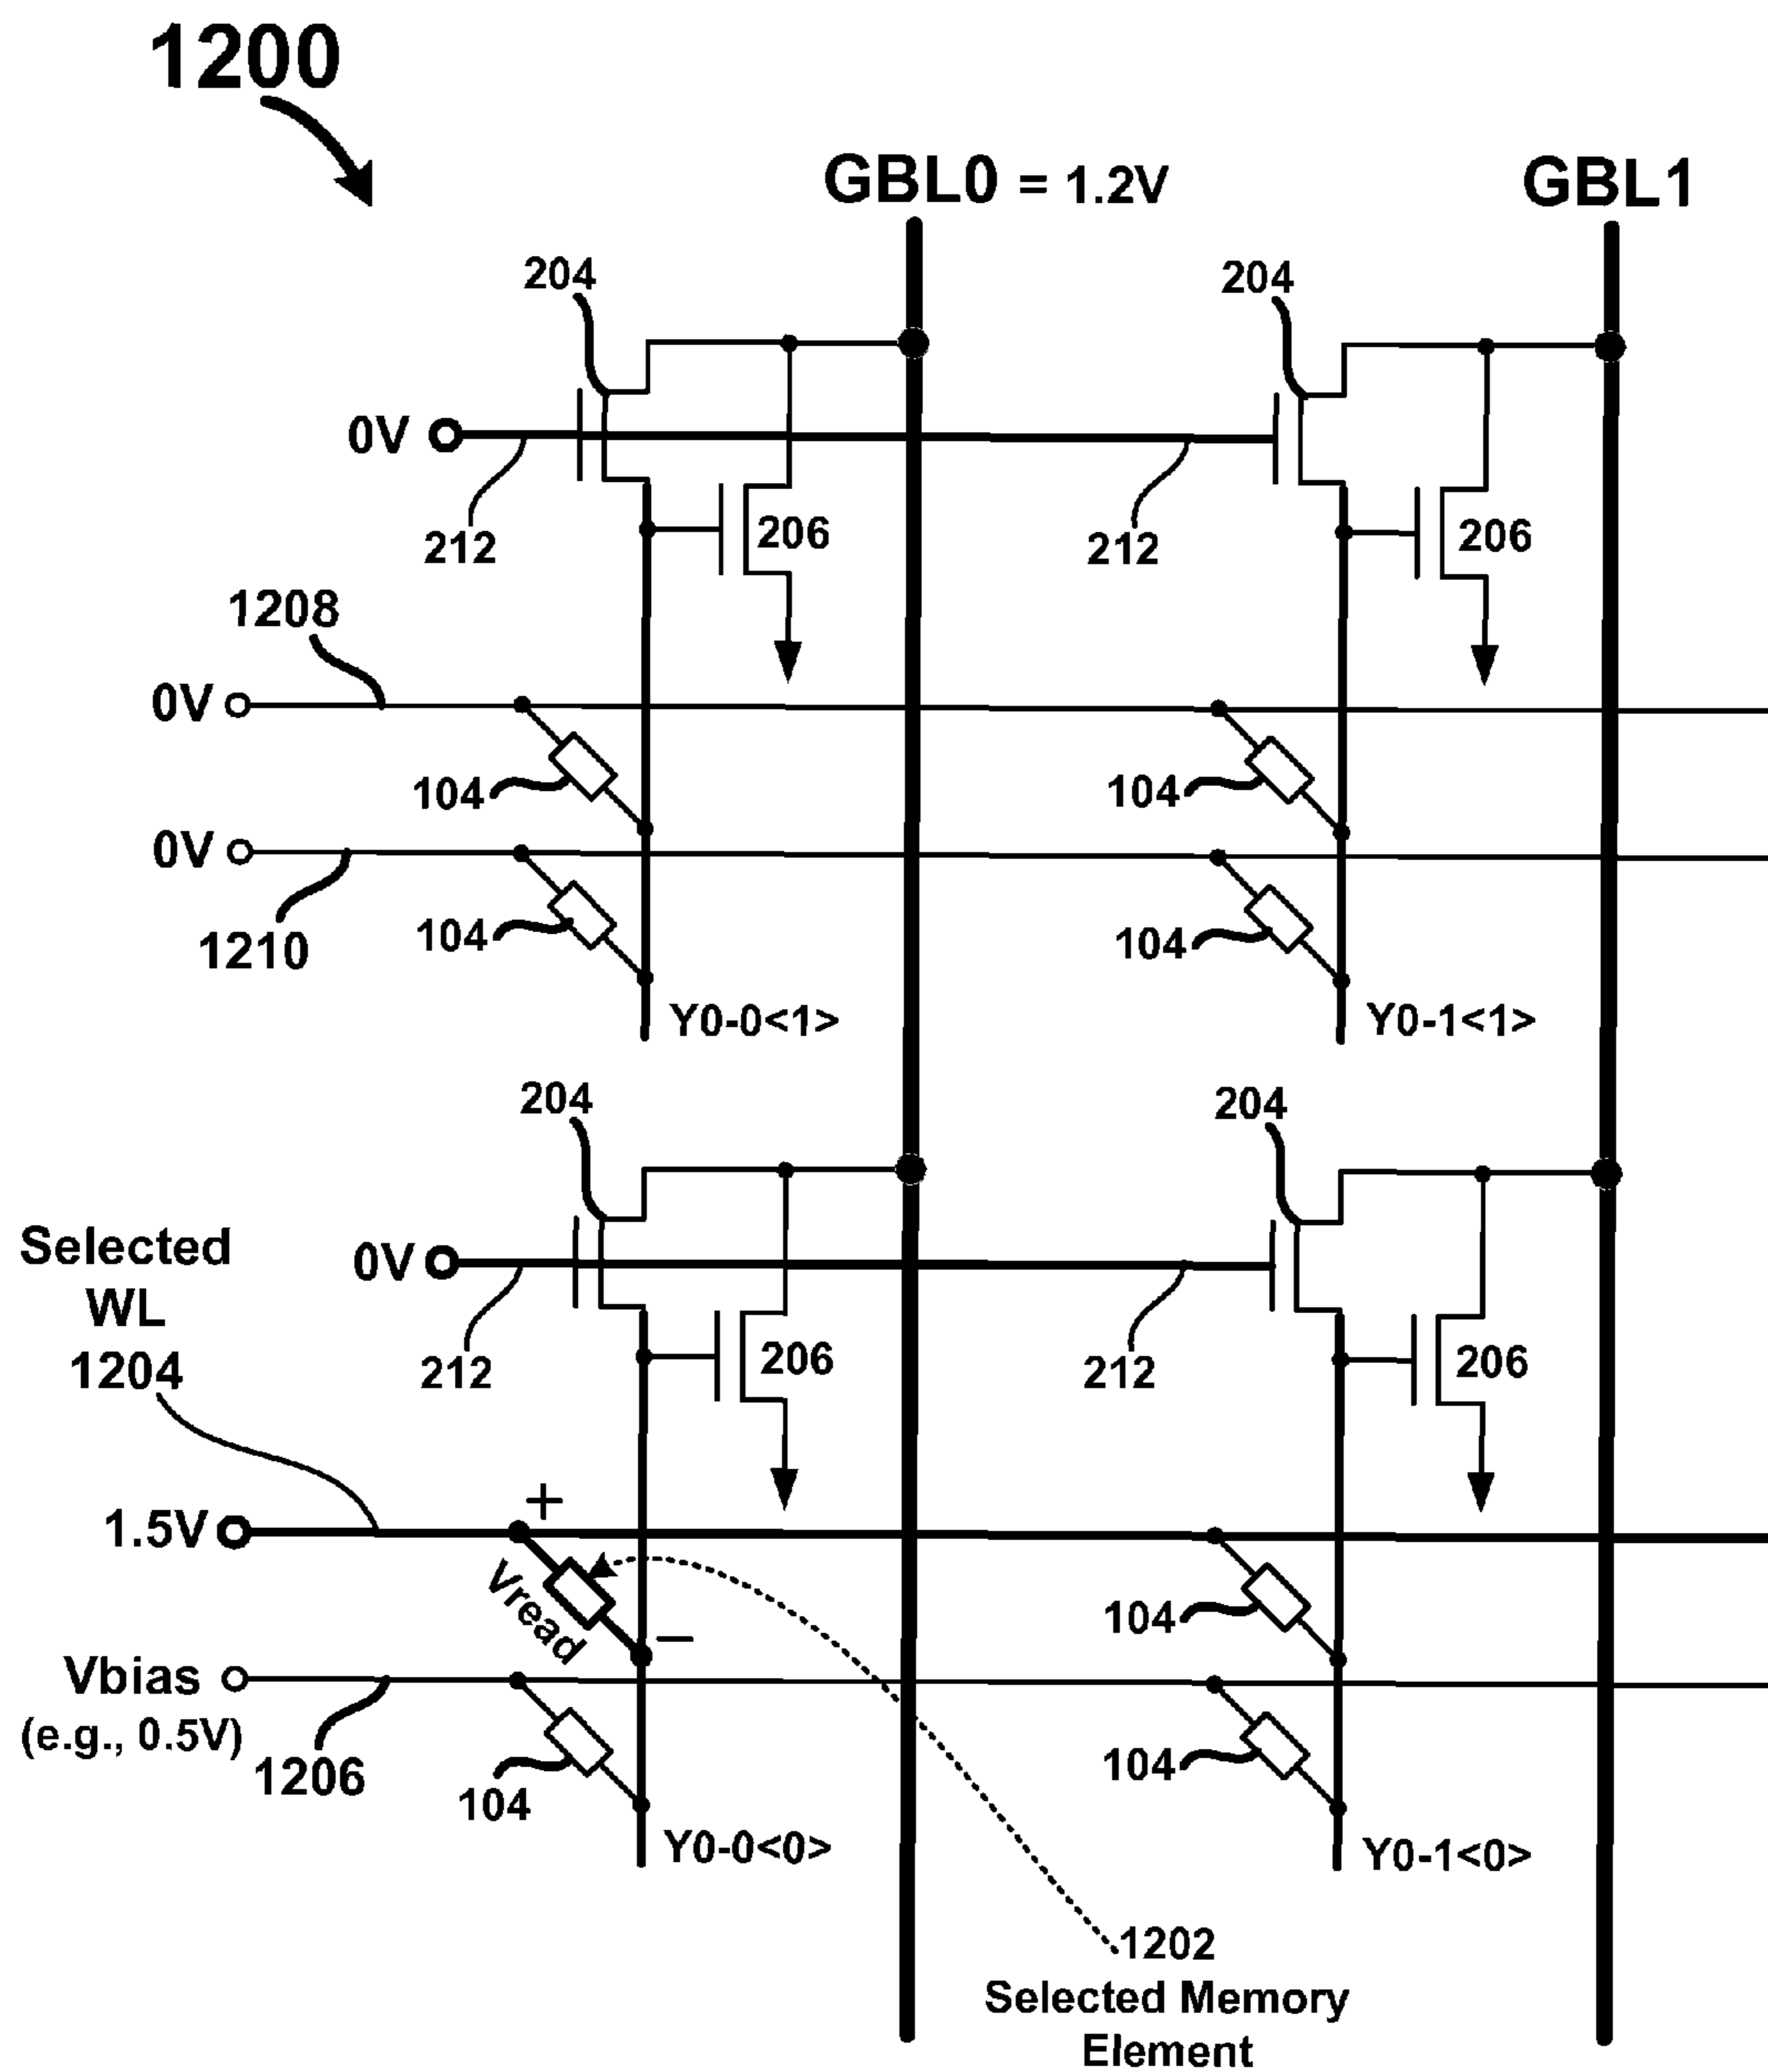 1200
GBL0 = 1.2V
GBL1
204
204
0V
212
206
212
206
1208
0V
104
104
0V
1210
104
104
Y0-0<1>
Y0-1<1>
204
204
Selected
WL
1204
0V
212
206
212
206
+
1.5V
Vread
−
104
Vbias
(e.g., 0.5V)
1206
104
104
Y0-0<0>
Y0-1<0>
1202
Selected Memory
Element